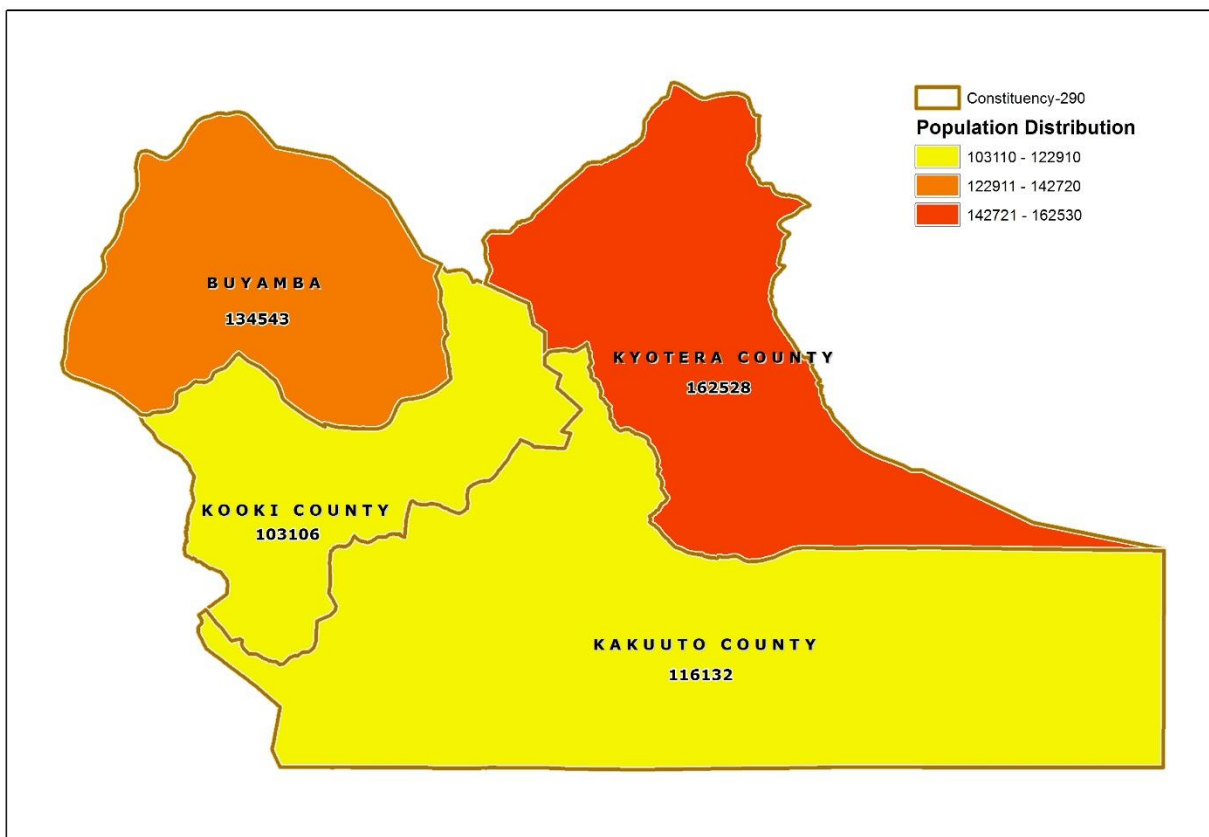 Constituency-290
Population Distribution
103110 - 122910
122911 - 142720
142721 - 162530
BUYAMBA
134543
KYOTERA COUNTY
162528
KOOKI COUNTY
103106
KAKUUTO COUNTY
116132